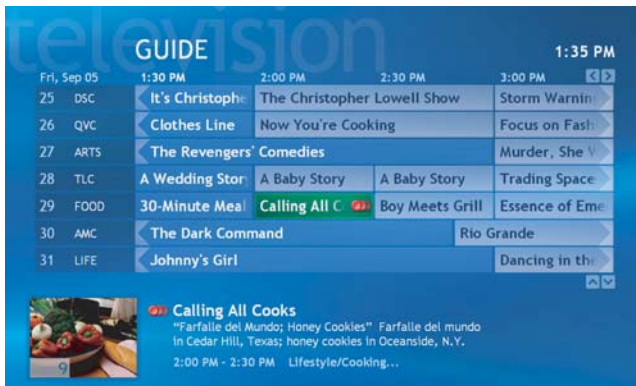 television
GUIDE
1:35 PM
Fri, Sep 05 1:30 PM 2:00 PM 2:30 PM 3:00 PM
25 DSC It's Christophe The Christopher Lowell Show Storm Warnin
26 QVC Clothes Line Now You're Cooking Focus on Fash
27 ARTS The Revengers' Comedies Murder, She V
28 TLC A Wedding Stor A Baby Story A Baby Story Trading Space
29 FOOD 30-Minute Meal Calling All C Boy Meets Grill Essence of Eme
30 AMC The Dark Command Rio Grande
31 LIFE Johnny's Girl Dancing in the
Calling All Cooks
"Farfalle del Mundo; Honey Cookies" Farfalle del mundo
in Cedar Hill, Texas; honey cookies in Oceanside, N.Y.
2:00 PM - 2:30 PM Lifestyle/Cooking...
9